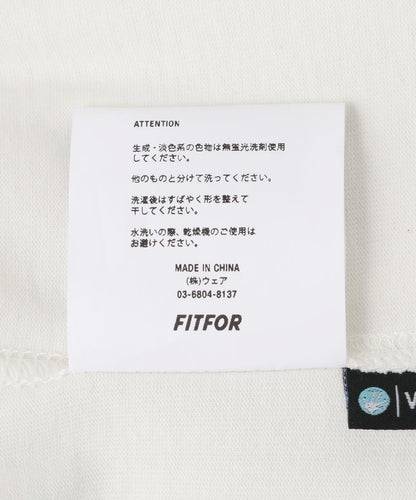 ATTENTION
生成・淡色系の色物は無蛍光洗剤使用
してください。
他のものと分けて洗ってください。
洗濯後はすばやく形を整えて
干してください。
水洗いの際、乾燥機のご使用は
お避けください。
MADE IN CHINA
(株)ウェア
03-6804-8137
FITFOR